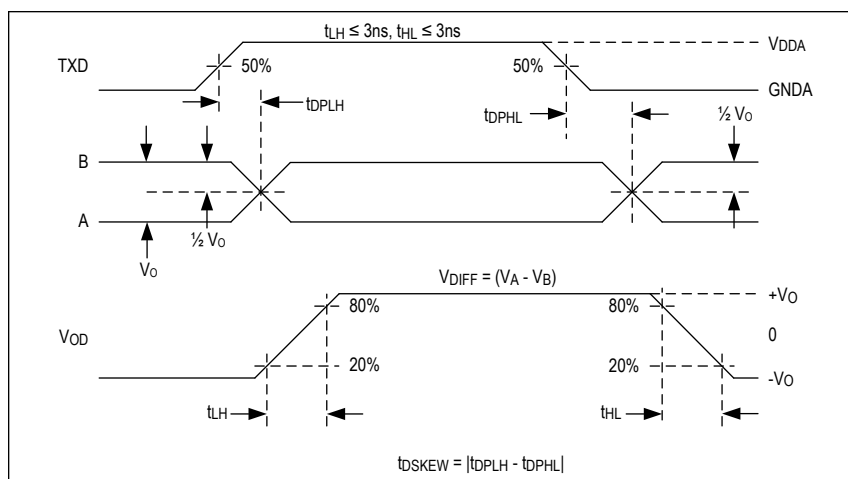 tLH ≤ 3ns, tHL ≤ 3ns
VDDA
TXD
50%
50%
GNDA
tDPLH
tDPHL
½ VO
B
A
½ VO
VO
VDIFF = (VA - VB)
+VO
80%
80%
VOD
0
20%
20%
-VO
tLH
tHL
tDSKEW = |tDPLH - tDPHL|